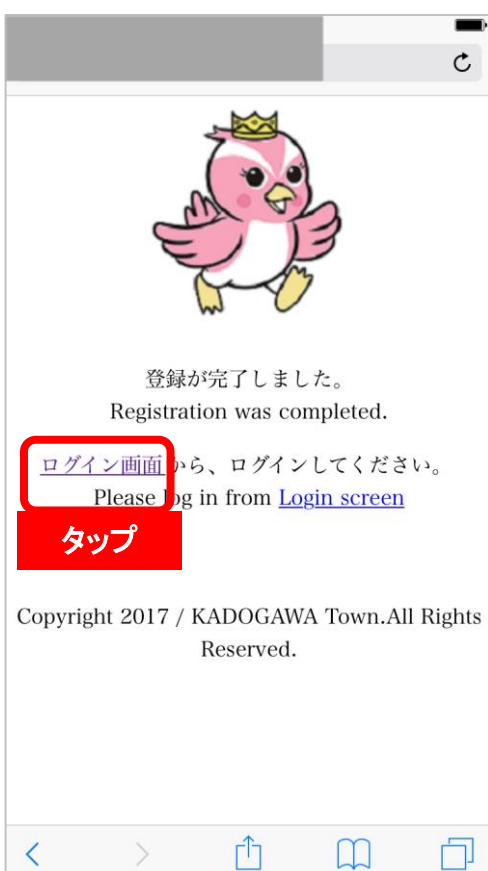 登録が完了しました。
Registration was completed.
ログイン画面から、ログインしてください。
Please log in from Login screen
タップ
Copyright 2017 / KADOGAWA Town.All Rights
Reserved.